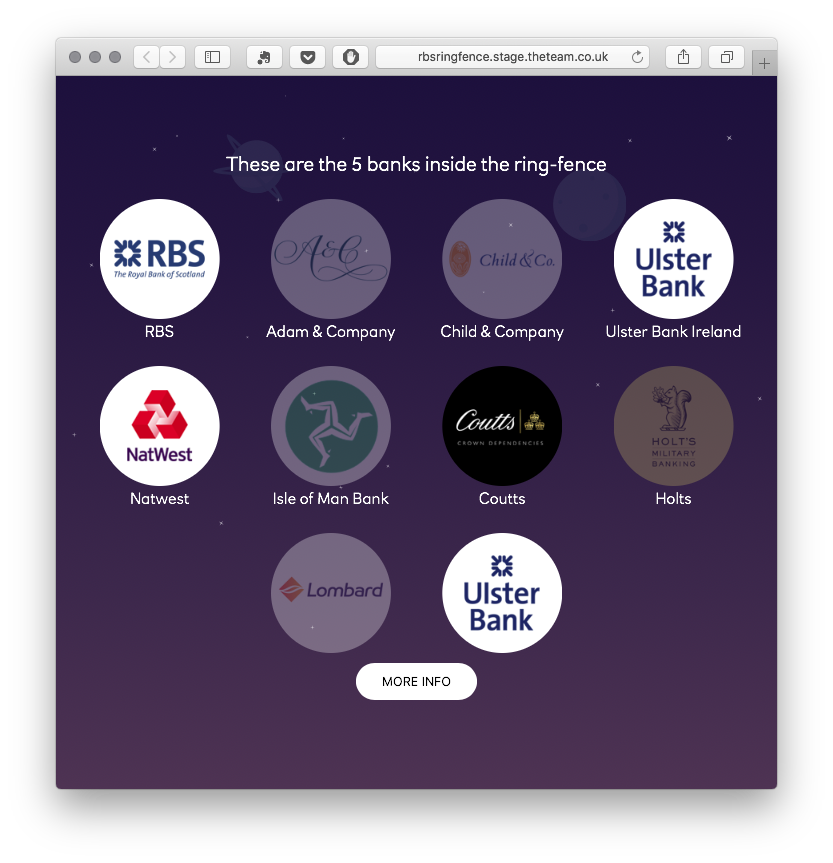 rbsringfence.stage.theteam.co.uk
These are the 5 banks inside the ring-fence
RBS
The Royal Bank of Scotland
RBS
A&C
Adam & Company
Child & Co.
Child & Company
Ulster
Bank
Ulster Bank Ireland
NatWest
Natwest
Isle of Man Bank
Coutts
CROWN DEPENDENCIES
Coutts
HOLT'S
MILITARY
BANKING
Holts
Lombard
Ulster
Bank
MORE INFO